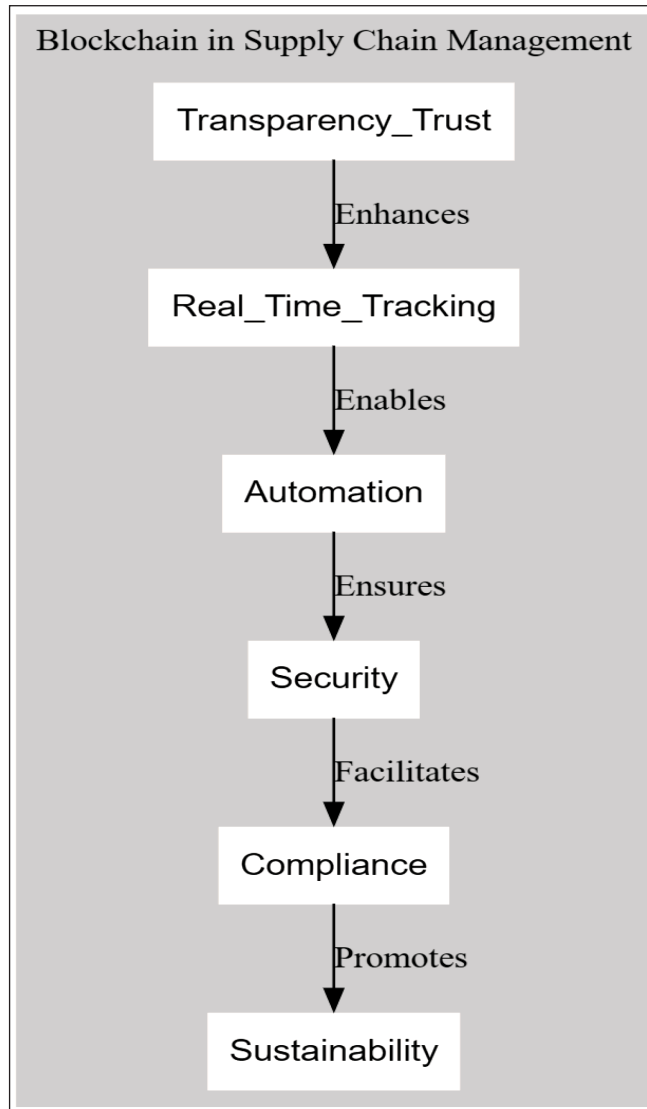 Blockchain in Supply Chain Management
Transparency_Trust
Enhances
Real_Time_Tracking
Enables
Automation
Ensures
Security
Facilitates
Compliance
Promotes
Sustainability